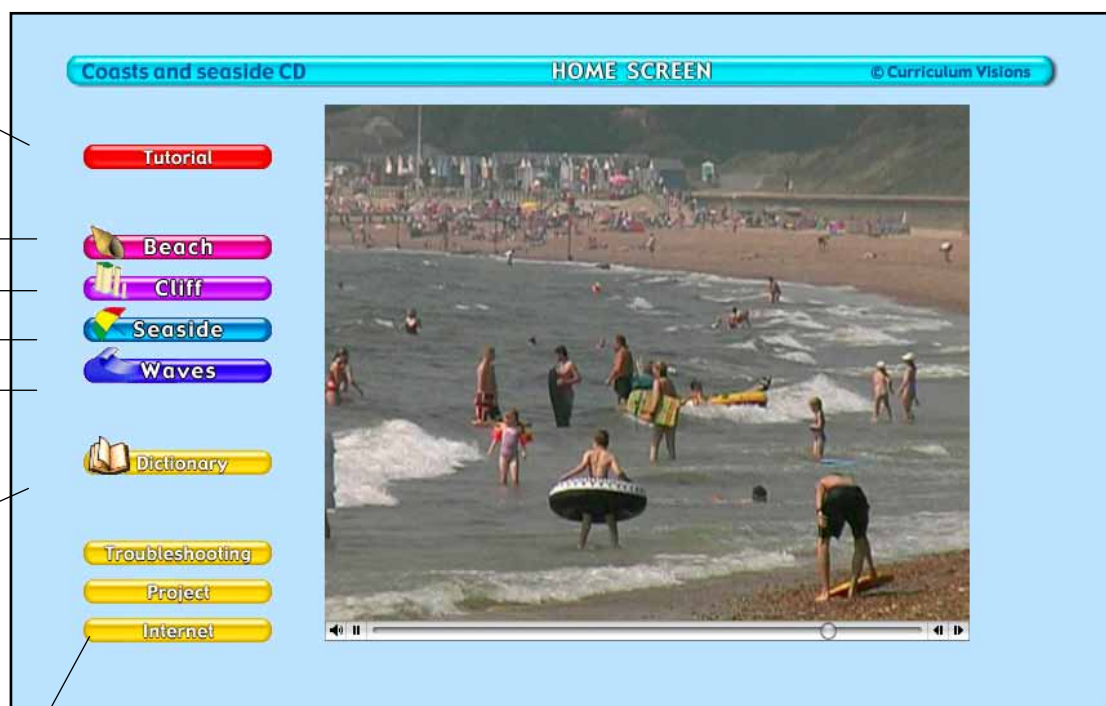 Coasts and seaside CD HOME SCREEN © Curriculum Visions
Tutorial
Beach
Cliff
Seaside
Waves
Dictionary
Troubleshooting
Project
Internet